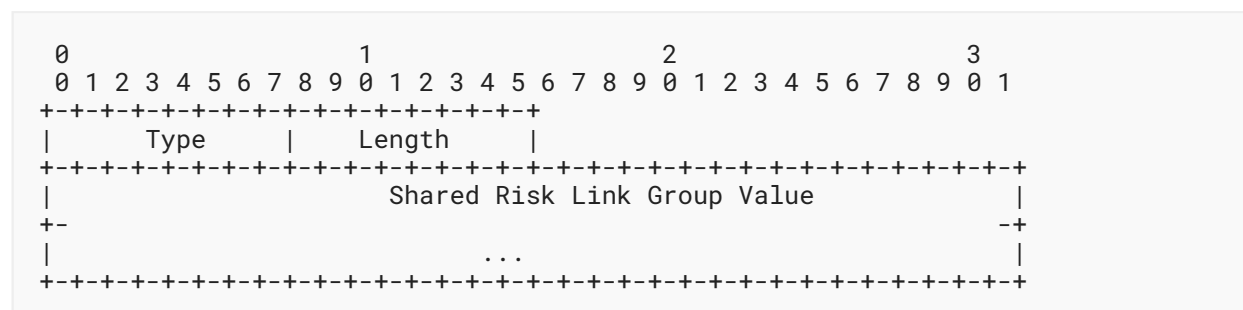 0                   1                   2                   3
 0 1 2 3 4 5 6 7 8 9 0 1 2 3 4 5 6 7 8 9 0 1 2 3 4 5 6 7 8 9 0 1
+-+-+-+-+-+-+-+-+-+-+-+-+-+-+-+-+
|      Type     |    Length     |
+-+-+-+-+-+-+-+-+-+-+-+-+-+-+-+-+-+-+-+-+-+-+-+-+-+-+-+-+-+-+-+-+
|                      Shared Risk Link Group Value             |
+-                                                             -+
|                            ...                                |
+-+-+-+-+-+-+-+-+-+-+-+-+-+-+-+-+-+-+-+-+-+-+-+-+-+-+-+-+-+-+-+-+